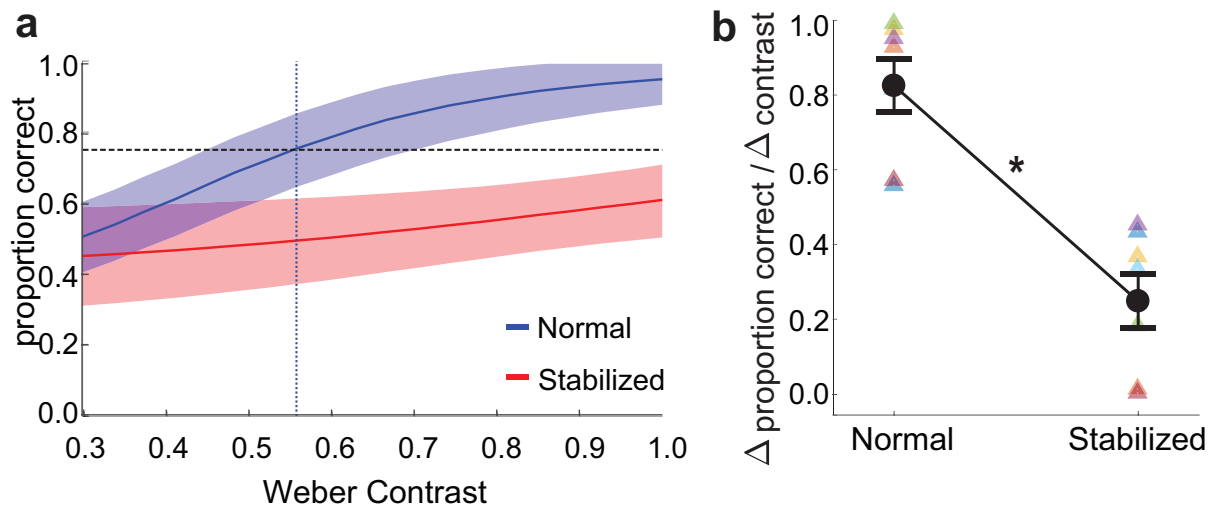 a
proportion correct
1.0
0.8
0.6
0.4
0.2
0.0
0.3 0.4 0.5 0.6 0.7 0.8 0.9 1.0
Weber Contrast
Normal
Stabilized
b
Δ proportion correct / Δ contrast
1.0
0.8
0.6
0.4
0.2
0.0
*
Normal Stabilized